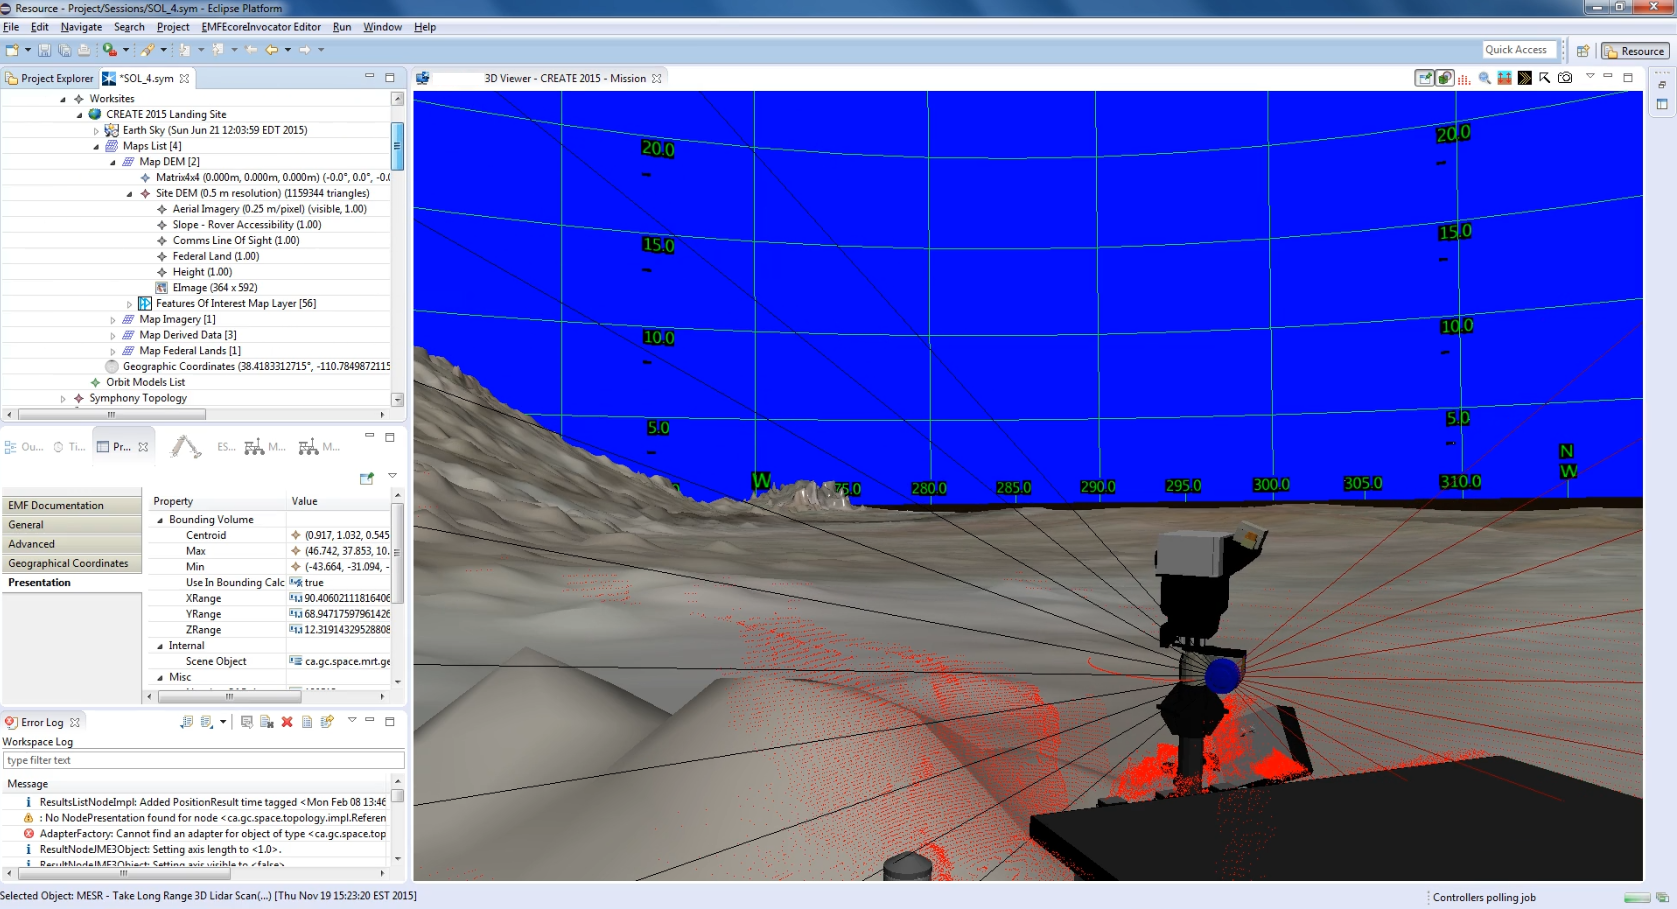 Resource - Project/Sessions/SOL_4.sym - Eclipse Platform
File Edit Navigate Search Project EMFEcoreInvocator Editor Run Window Help
Quick Access
Resource
Project Explorer *SOL_4.sym
Worksites
CREATE 2015 Landing Site
Earth Sky (Sun Jun 21 12:03:59 EDT 2015)
Maps List [4]
Map DEM [2]
Matrix4x4 (0.000m, 0.000m, 0.000m) (-0.0°, 0.0°, -0.
Site DEM (0.5 m resolution) (1159344 triangles)
Aerial Imagery (0.25 m/pixel) (visible, 1.00)
Slope - Rover Accessibility (1.00)
Comms Line Of Sight (1.00)
Federal Land (1.00)
Height (1.00)
EImage (364 x 592)
Features Of Interest Map Layer [56]
Map Imagery [1]
Map Derived Data [3]
Map Federal Lands [1]
Geographic Coordinates (38.4183312715°, -110.7849872115
Orbit Models List
Symphony Topology
Ou... Ti... Pr... ES... M... M...
EMF Documentation
General
Advanced
Geographical Coordinates
Presentation
Property Value
Bounding Volume
Centroid (0.917, 1.032, 0.545
Max (46.742, 37.853, 10.
Min (-43.664, -31.094, -
Use In Bounding Calc true
XRange 90.40602111816406
YRange 68.94717597961426
ZRange 12.31914329528808
Internal
Scene Object ca.gc.space.mrt.ge
Misc
Error Log
Workspace Log
type filter text
Message
ResultsListNodeImpl: Added PositionResult time tagged <Mon Feb 08 13:46
: No NodePresentation found for node <ca.gc.space.topology.impl.Referen
AdapterFactory: Cannot find an adapter for object of type <ca.gc.space.top
ResultNodeJME3Object: Setting axis length to <1.0>.
ResultNodeJME3Object: Setting axis visible to <false>
3D Viewer - CREATE 2015 - Mission
20.0 20.0
15.0 15.0
10.0 10.0
5.0 5.0
N
W 75.0 280.0 285.0 290.0 295.0 300.0 305.0 310.0 W
Selected Object: MESR - Take Long Range 3D Lidar Scan(...) [Thu Nov 19 15:23:20 EST 2015]
Controllers polling job